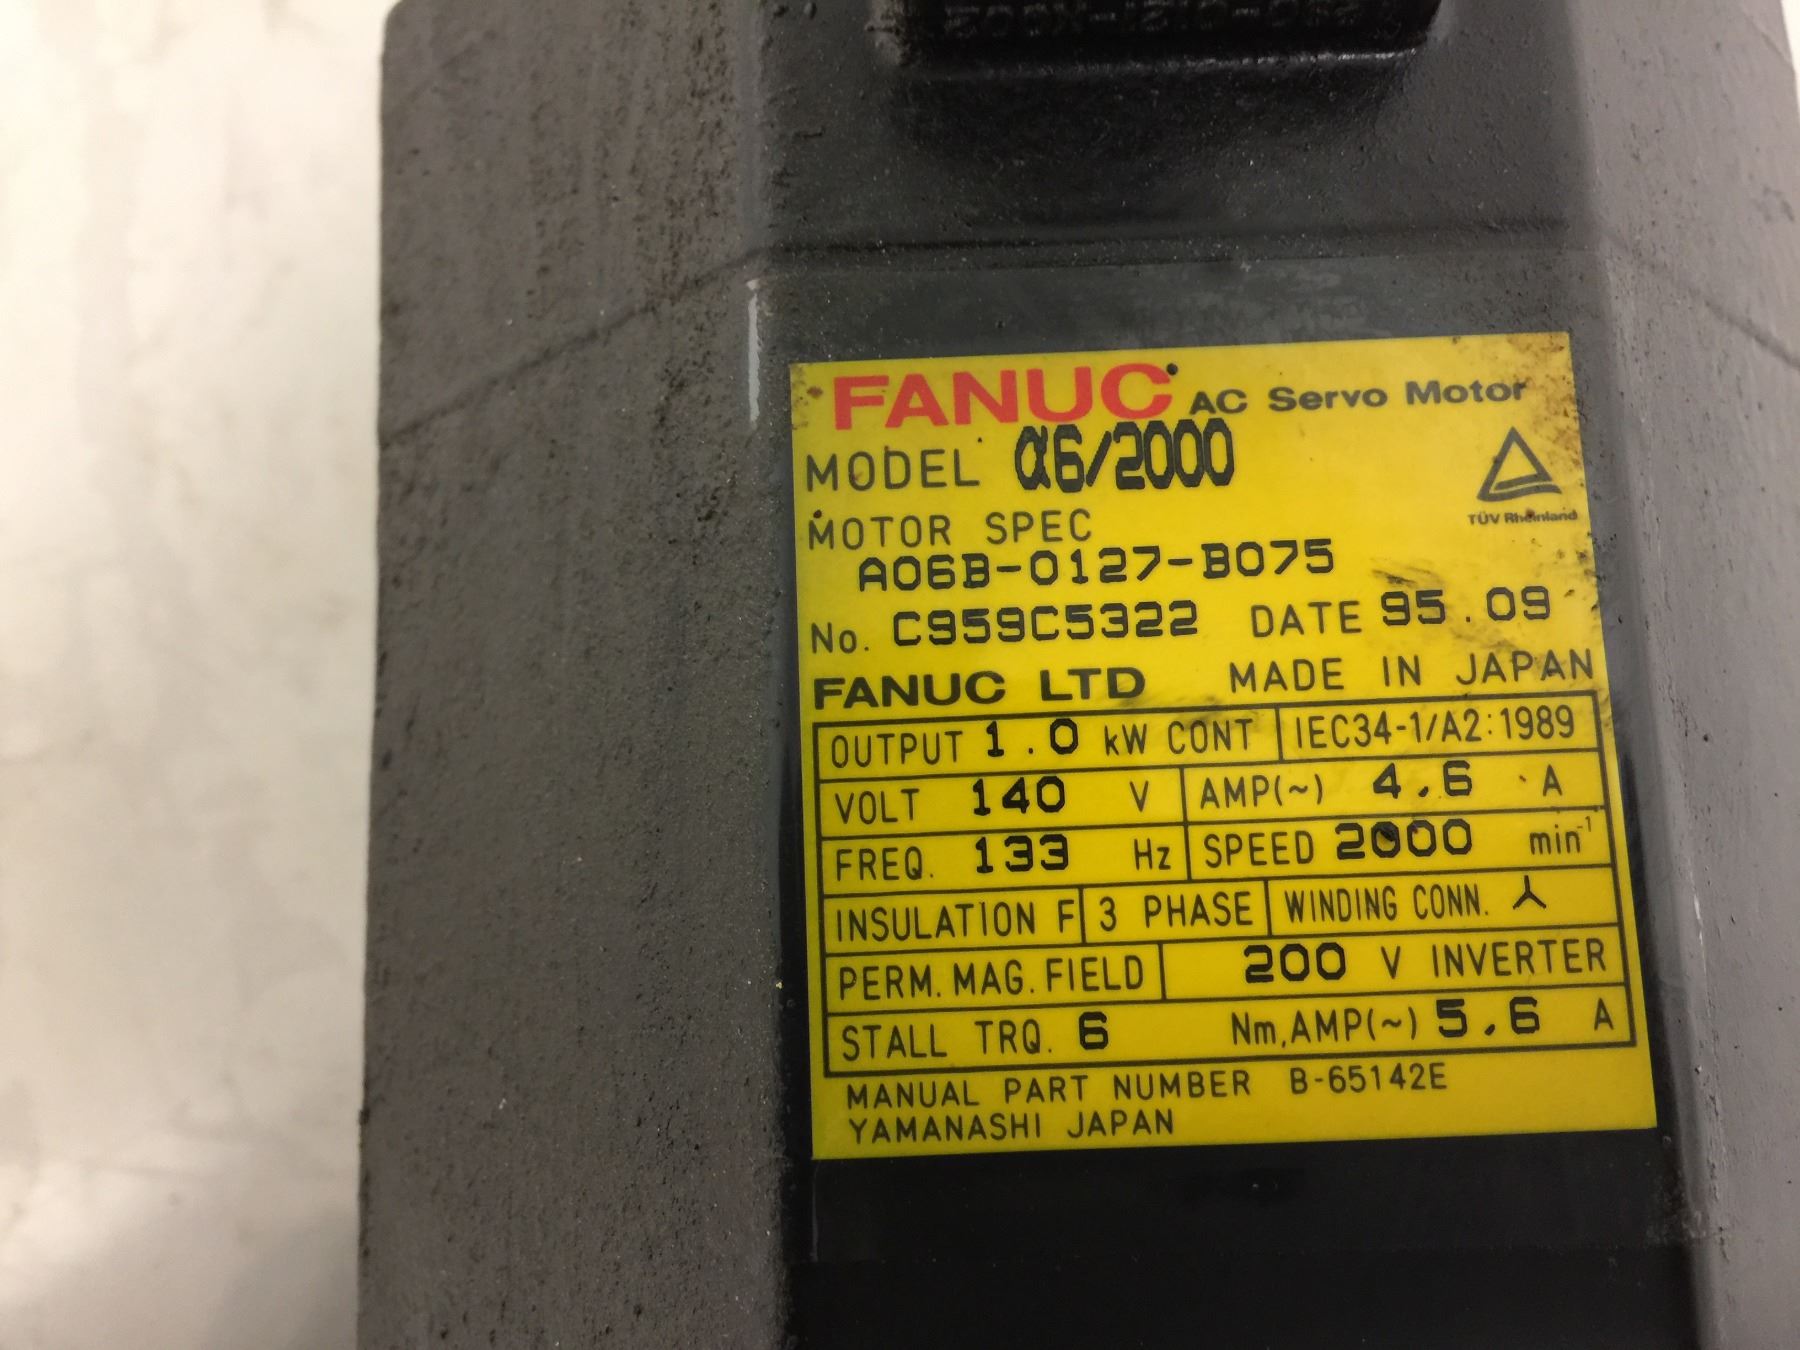 FANUC AC Servo Motor
MODEL α6/2000
TÜV Rheinland
MOTOR SPEC
A06B-0127-B075
No. C959C5322 DATE 95.09
FANUC LTD MADE IN JAPAN
OUTPUT 1.0 kW CONT IEC34-1/A2:1989
VOLT 140 V AMP(~) 4.6 A
FREQ. 133 Hz SPEED 2000 min⁻¹
INSULATION F 3 PHASE WINDING CONN.
PERM. MAG. FIELD 200 V INVERTER
STALL TRQ. 6 Nm, AMP(~) 5.6 A
MANUAL PART NUMBER B-65142E
YAMANASHI JAPAN